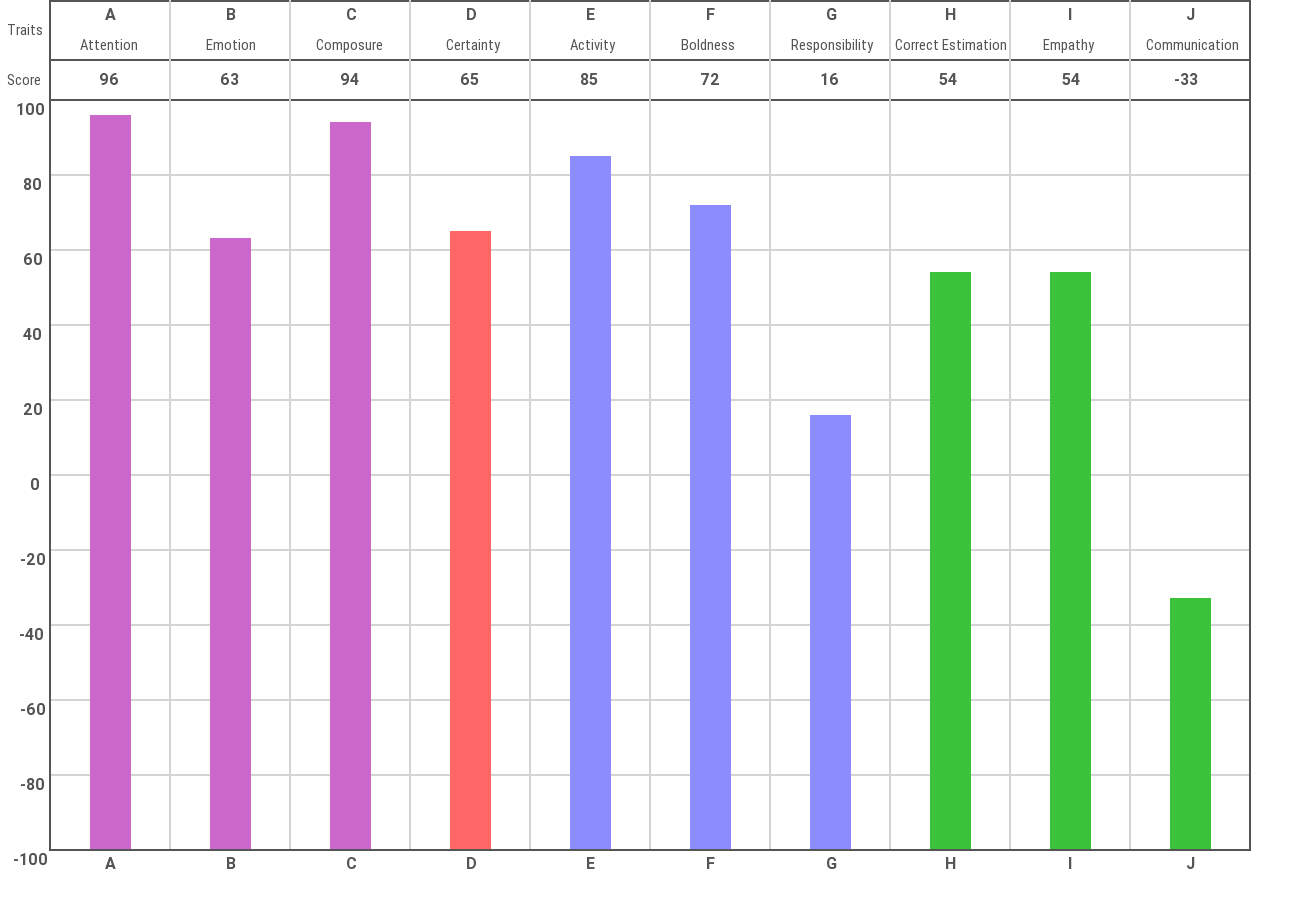 A B C D E F G H I J
Traits
Attention Emotion Composure Certainty Activity Boldness Responsibility Correct Estimation Empathy Communication
Score 96 63 94 65 85 72 16 54 54 -33
100
80
60
40
20
0
-20
-40
-60
-80
-100
A B C D E F G H I J